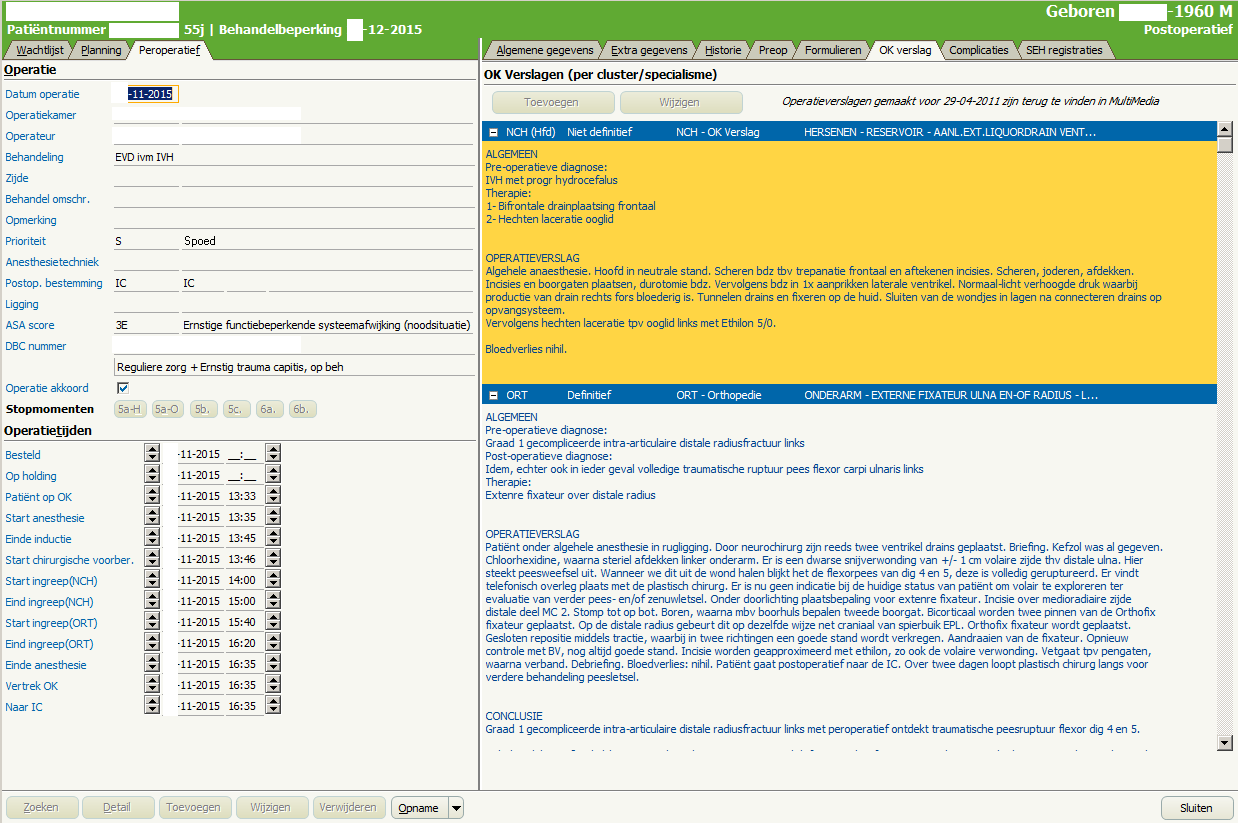 Geboren -1960 M
Patiëntnummer 55j | Behandelbeperking -12-2015
Postoperatief
Wachtlijst Planning Peroperatief
Operatie
Datum operatie -11-2015
Operatiekamer
Operateur
Behandeling EVD ivm IVH
Zijde
Behandel omschr.
Opmerking
Prioriteit S Spoed
Anesthesietechniek
Postop. bestemming IC IC
Ligging
ASA score 3E Ernstige functiebeperkende systeemafwijking (noodsituatie)
DBC nummer
Reguliere zorg + Ernstig trauma capitis, op beh
Operatie akkoord
Stopmomenten 5a-H 5a-O 5b. 5c. 6a. 6b.
Operatietijden
Besteld -11-2015 __:__
Op holding -11-2015 __:__
Patiënt op OK -11-2015 13:33
Start anesthesie -11-2015 13:35
Einde inductie -11-2015 13:45
Start chirurgische voorber. -11-2015 13:46
Start ingreep(NCH) -11-2015 14:00
Eind ingreep(NCH) -11-2015 15:00
Start ingreep(ORT) -11-2015 15:40
Eind ingreep(ORT) -11-2015 16:20
Einde anesthesie -11-2015 16:35
Vertrek OK -11-2015 16:35
Naar IC -11-2015 16:35
Zoeken Detail Toevoegen Wijzigen Verwijderen Opname
Algemene gegevens Extra gegevens Historie Preop Formulieren OK verslag Complicaties SEH registraties
OK Verslagen (per cluster/specialisme)
Toevoegen Wijzigen Operatieverslagen gemaakt voor 29-04-2011 zijn terug te vinden in MultiMedia
NCH (Hfd) Niet definitief NCH - OK Verslag HERSENEN - RESERVOIR - AANL.EXT.LIQUORDRAIN VENT...
ALGEMEEN
Pre-operatieve diagnose:
IVH met progr hydrocefalus
Therapie:
1- Bifrontale drainplaatsing frontaal
2- Hechten laceratie ooglid
OPERATIEVERSLAG
Algehele anaesthesie. Hoofd in neutrale stand. Scheren bdz tbv trepanatie frontaal en aftekenen incisies. Scheren, joderen, afdekken.
Incisies en boorgaten plaatsen, durotomie bdz. Vervolgens bdz in 1x aanprikken laterale ventrikel. Normaal-licht verhoogde druk waarbij
productie van drain rechts fors bloederig is. Tunnelen drains en fixeren op de huid. Sluiten van de wondjes in lagen na connecteren drains op
opvangsysteem.
Vervolgens hechten laceratie tpv ooglid links met Ethilon 5/0.
Bloedverlies nihil.
ORT Definitief ORT - Orthopedie ONDERARM - EXTERNE FIXATEUR ULNA EN-OF RADIUS - L...
ALGEMEEN
Pre-operatieve diagnose:
Graad 1 gecompliceerde intra-articulaire distale radiusfractuur links
Post-operatieve diagnose:
Idem, echter ook in ieder geval volledige traumatische ruptuur pees flexor carpi ulnaris links
Therapie:
Extenre fixateur over distale radius
OPERATIEVERSLAG
Patiënt onder algehele anesthesie in rugligging. Door neurochirurg zijn reeds twee ventrikel drains geplaatst. Briefing. Kefzol was al gegeven.
Chloorhexidine, waarna steriel afdekken linker onderarm. Er is een dwarse snijverwonding van +/- 1 cm volaire zijde thv distale ulna. Hier
steekt peesweefsel uit. Wanneer we dit uit de wond halen blijkt het de flexorpees van dig 4 en 5, deze is volledig geruptureerd. Er vindt
telefonisch overleg plaats met de plastisch chirurg. Er is nu geen indicatie bij de huidige status van patiënt om volair te exploreren ter
evaluatie van verder pees- en/of zenuwletsel. Onder doorlichting plaatsbepaling voor extenre fixateur. Incisie over medioradiaire zijde
distale deel MC 2. Stomp tot op bot. Boren, waarna mbv boorhuls bepalen tweede boorgat. Bicorticaal worden twee pinnen van de Orthofix
fixateur geplaatst. Op de distale radius gebeurt dit op dezelfde wijze net craniaal van spierbuik EPL. Orthofix fixateur wordt geplaatst.
Gesloten repositie middels tractie, waarbij in twee richtingen een goede stand wordt verkregen. Aandraaien van de fixateur. Opnieuw
controle met BV, nog altijd goede stand. Incisie worden geapproximeerd met ethilon, zo ook de volaire verwonding. Vetgaat tpv pengaten,
waarna verband. Debriefing. Bloedverlies: nihil. Patiënt gaat postoperatief naar de IC. Over twee dagen loopt plastisch chirurg langs voor
verdere behandeling peesletsel.
CONCLUSIE
Graad 1 gecompliceerde intra-articulaire distale radiusfractuur links met peroperatief ontdekt traumatische peesruptuur flexor dig 4 en 5.
Sluiten